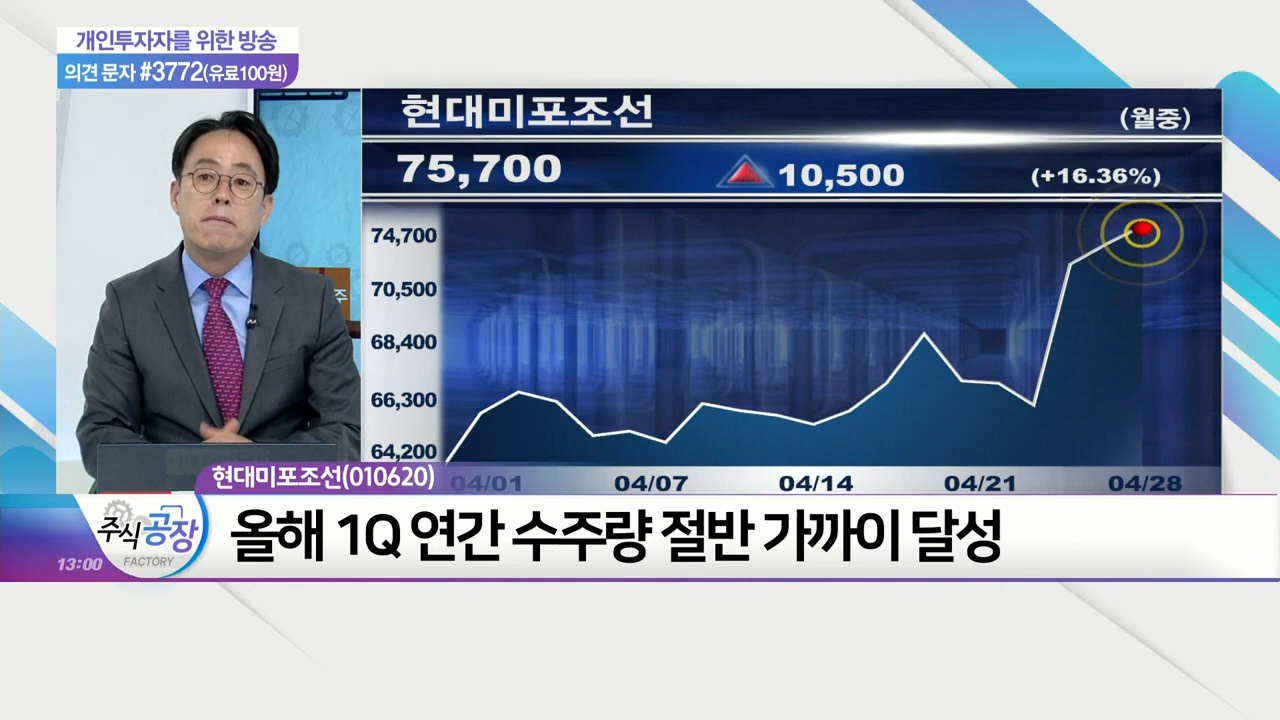 개인투자자를 위한 방송
의견 문자 #3772(유료100원)
현대미포조선
(월중)
75,700
10,500
(+16.36%)
74,700
70,500
68,400
66,300
64,200
04/01
04/07
04/14
04/21
04/28
주
현대미포조선(010620)
주식공장
FACTORY
13:00
올해 1Q 연간 수주량 절반 가까이 달성